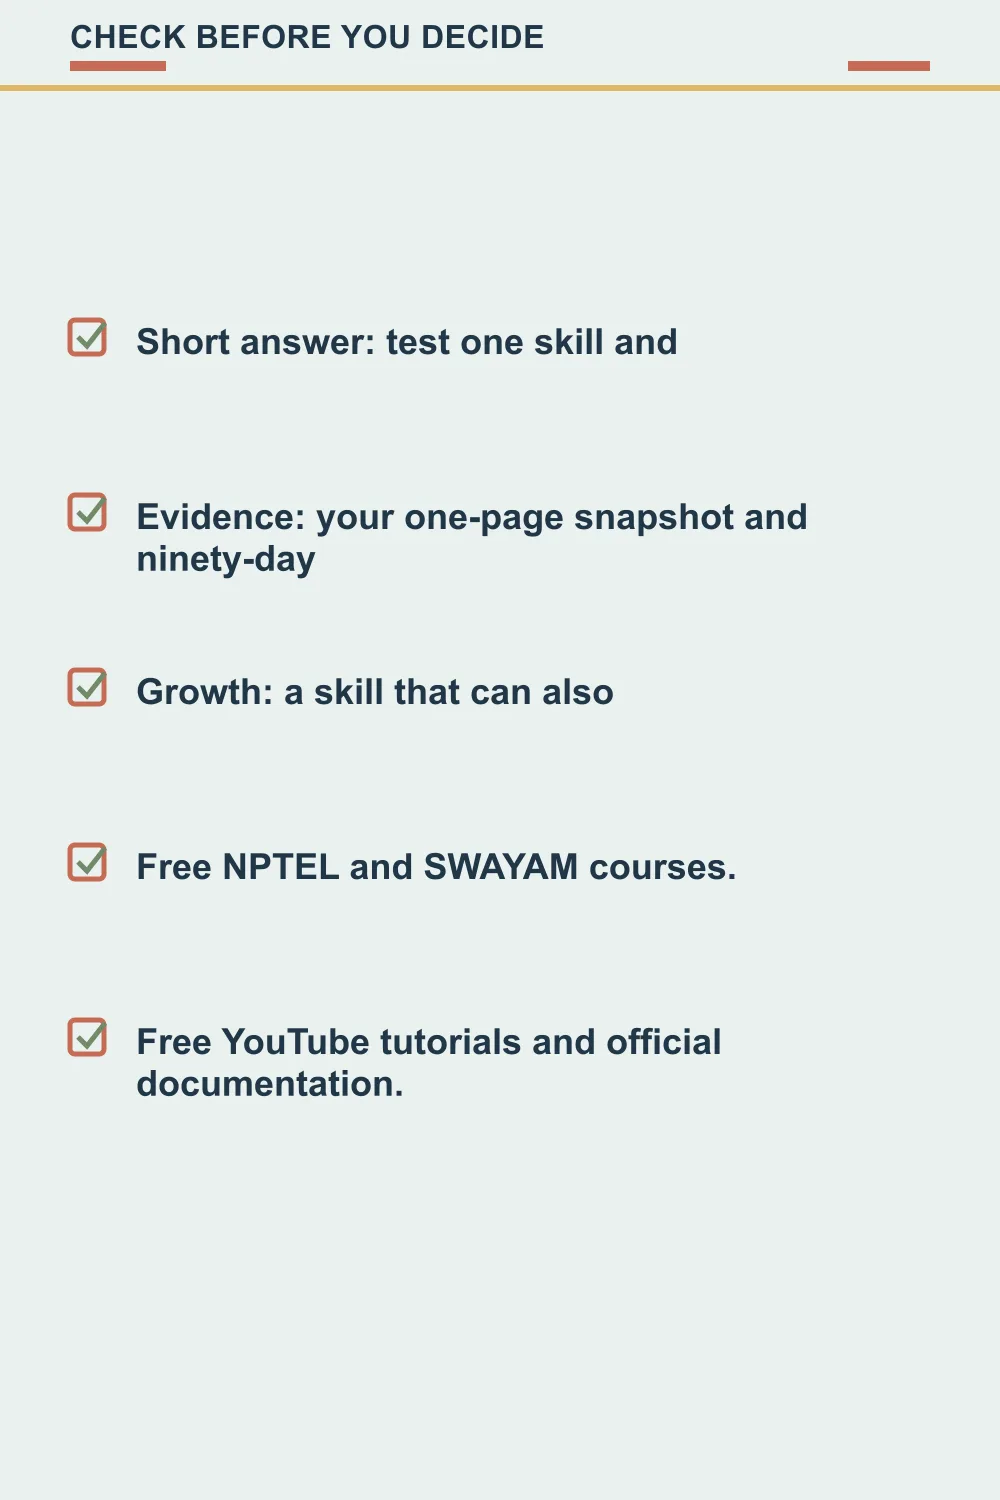 CHECK BEFORE YOU DECIDE
Short answer: test one skill and
Evidence: your one-page snapshot and
ninety-day
Growth: a skill that can also
Free NPTEL and SWAYAM courses.
Free YouTube tutorials and official
documentation.